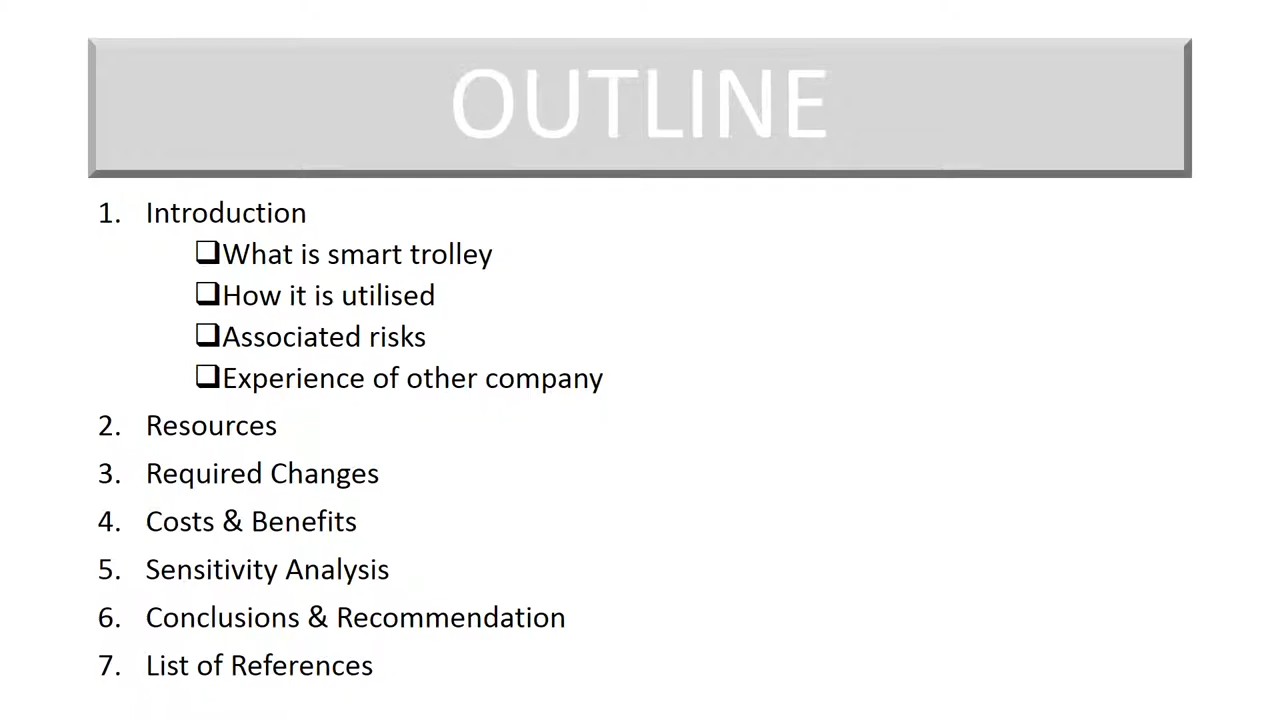 OUTLINE
1. Introduction
❑What is smart trolley
❑How it is utilised
❑Associated risks
❑Experience of other company
2. Resources
3. Required Changes
4. Costs & Benefits
5. Sensitivity Analysis
6. Conclusions & Recommendation
7. List of References